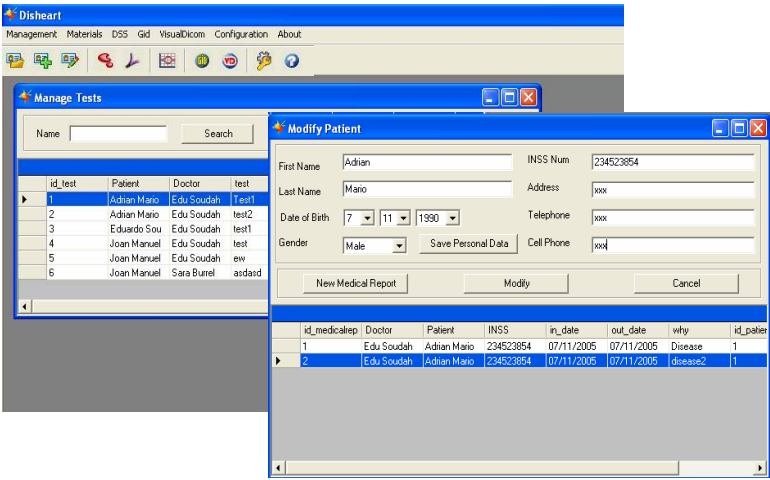 Disheart
Management Materials DSS Gid VisualDicom Configuration About
VD
Manage Tests
Name Search
id_test Patient Doctor test
1 Adrian Mario Edu Soudah Test1
2 Adrian Mario Edu Soudah test2
3 Eduardo Sou Edu Soudah test1
4 Joan Manuel Edu Soudah test
5 Joan Manuel Edu Soudah ew
6 Joan Manuel Sara Burrel asdasd
Modify Patient
First Name Adrian INSS Num 234523854
Last Name Mario Address xxx
Date of Birth 7 11 1990 Telephone xxx
Gender Male Save Personal Data Cell Phone xxx
New Medical Report Modify Cancel
id_medicalrep Doctor Patient INSS in_date out_date why id_patier
1 Edu Soudah Adrian Mario 234523854 07/11/2005 07/11/2005 Disease 1
2 Edu Soudah Adrian Mario 234523854 07/11/2005 07/11/2005 disease2 1